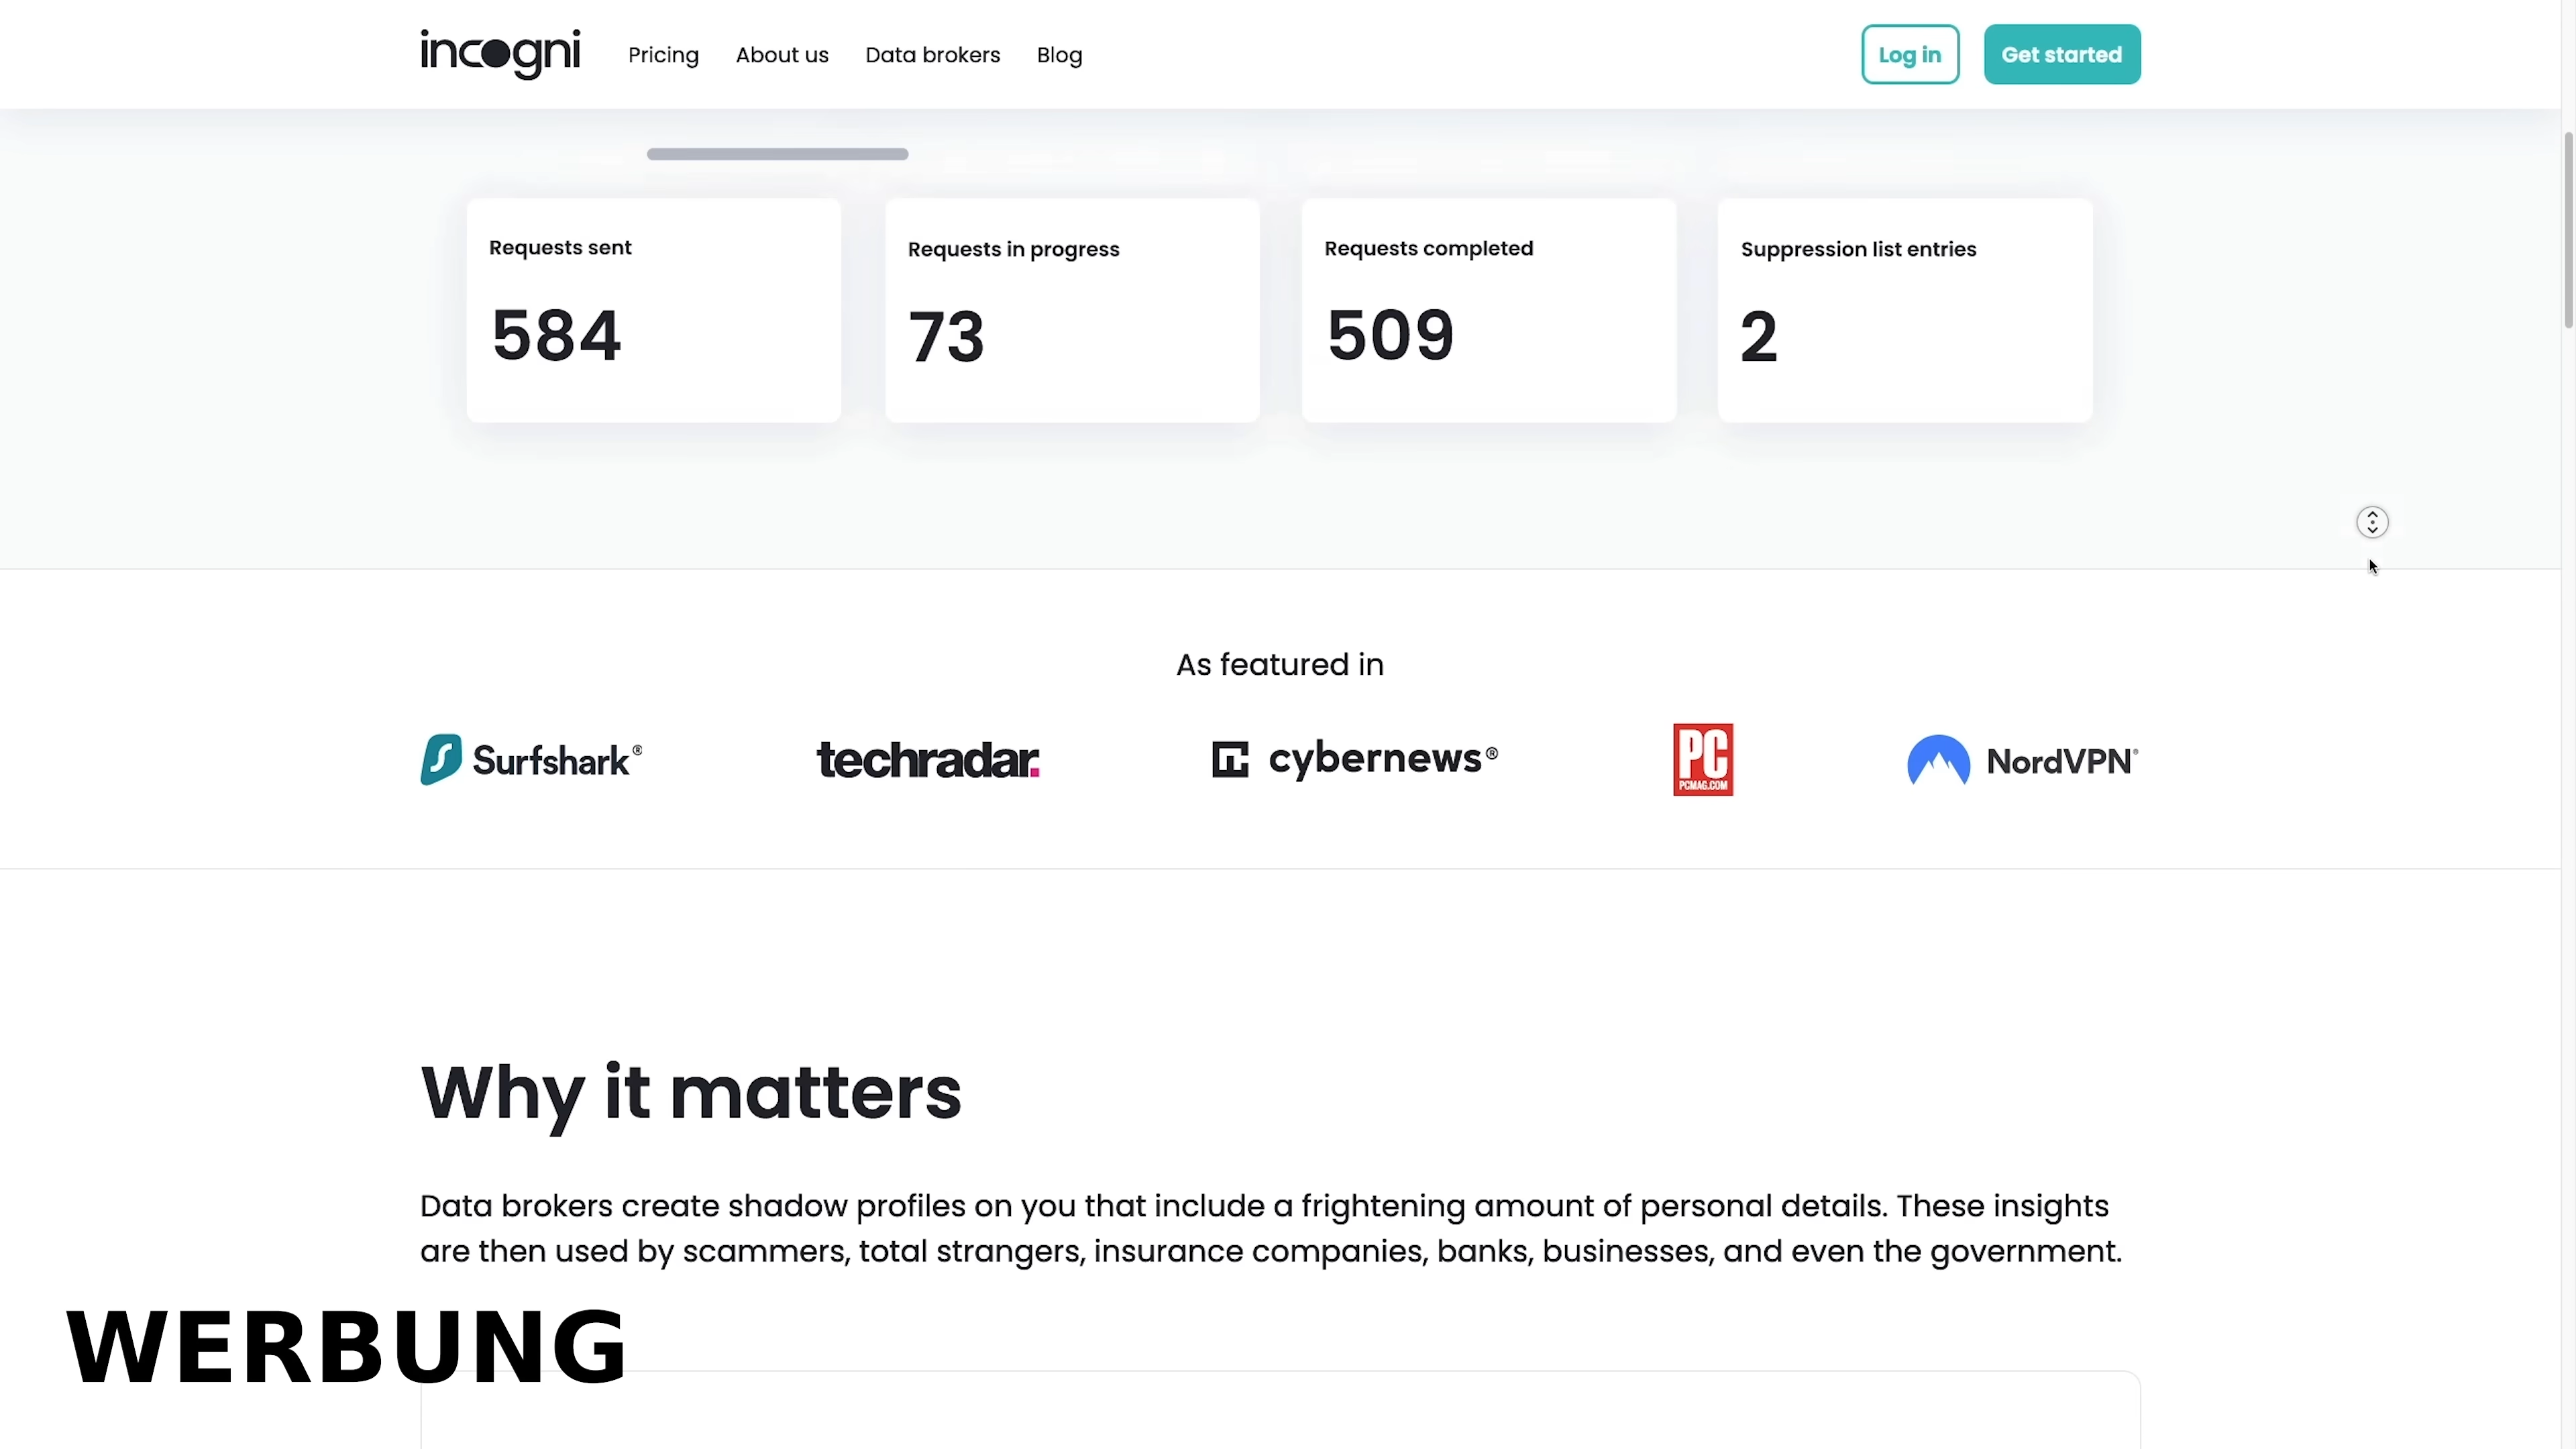 incogni Pricing About us Data brokers Blog Log in Get started
Requests sent Requests in progress Requests completed Suppression list entries
584 73 509 2
As featured in
Surfshark® techradar. cybernews® PC PCMAG.COM NordVPN®
Why it matters
Data brokers create shadow profiles on you that include a frightening amount of personal details. These insights
are then used by scammers, total strangers, insurance companies, banks, businesses, and even the government.
WERBUNG